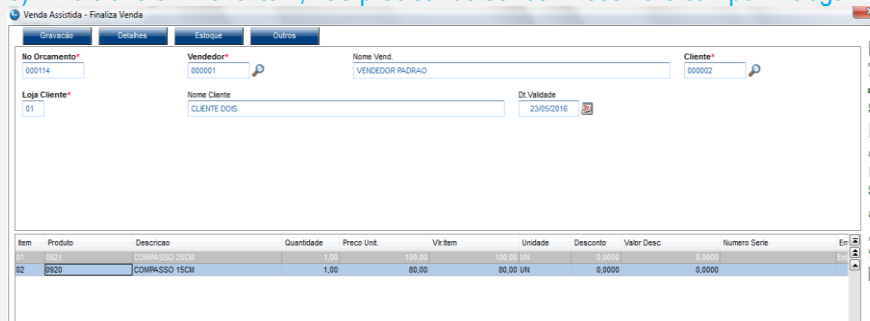 Venda Assistida - Finaliza Venda
Gravacão Detalhes Estoque Outros
No Orcamento* Vendedor* Nome Vend. Cliente*
000114 000001 VENDEDOR PADRAO 000002
Loja Cliente* Nome Cliente Dt.Validade
01 CLIENTE DOIS 23/05/2016
Item Produto Descricao Quantidade Preco Unit. Vlr.Item Unidade Desconto Valor Desc Numero Serie En
01 0921 COMPASSO 20CM 1,00 100,00 100,00 UN 0,0000 0,0000 Ent
02 0920 COMPASSO 15CM 1,00 80,00 80,00 UN 0,0000 0,0000